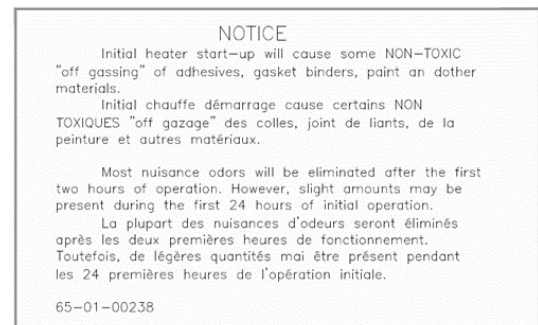 NOTICE
Initial heater start-up will cause some NON-TOXIC
"off gassing" of adhesives, gasket binders, paint an dother
materials.
Initial chauffe démarrage cause certains NON
TOXIQUES "off gazage" des colles, joint de liants, de la
peinture et autres matériaux.
Most nuisance odors will be eliminated after the first
two hours of operation. However, slight amounts may be
present during the first 24 hours of initial operation.
La plupart des nuisances d'odeurs seront éliminés
après les deux premières heures de fonctionnement.
Toutefois, de légères quantités mai être présent pendant
les 24 premières heures de l'opération initiale.
65-01-00238